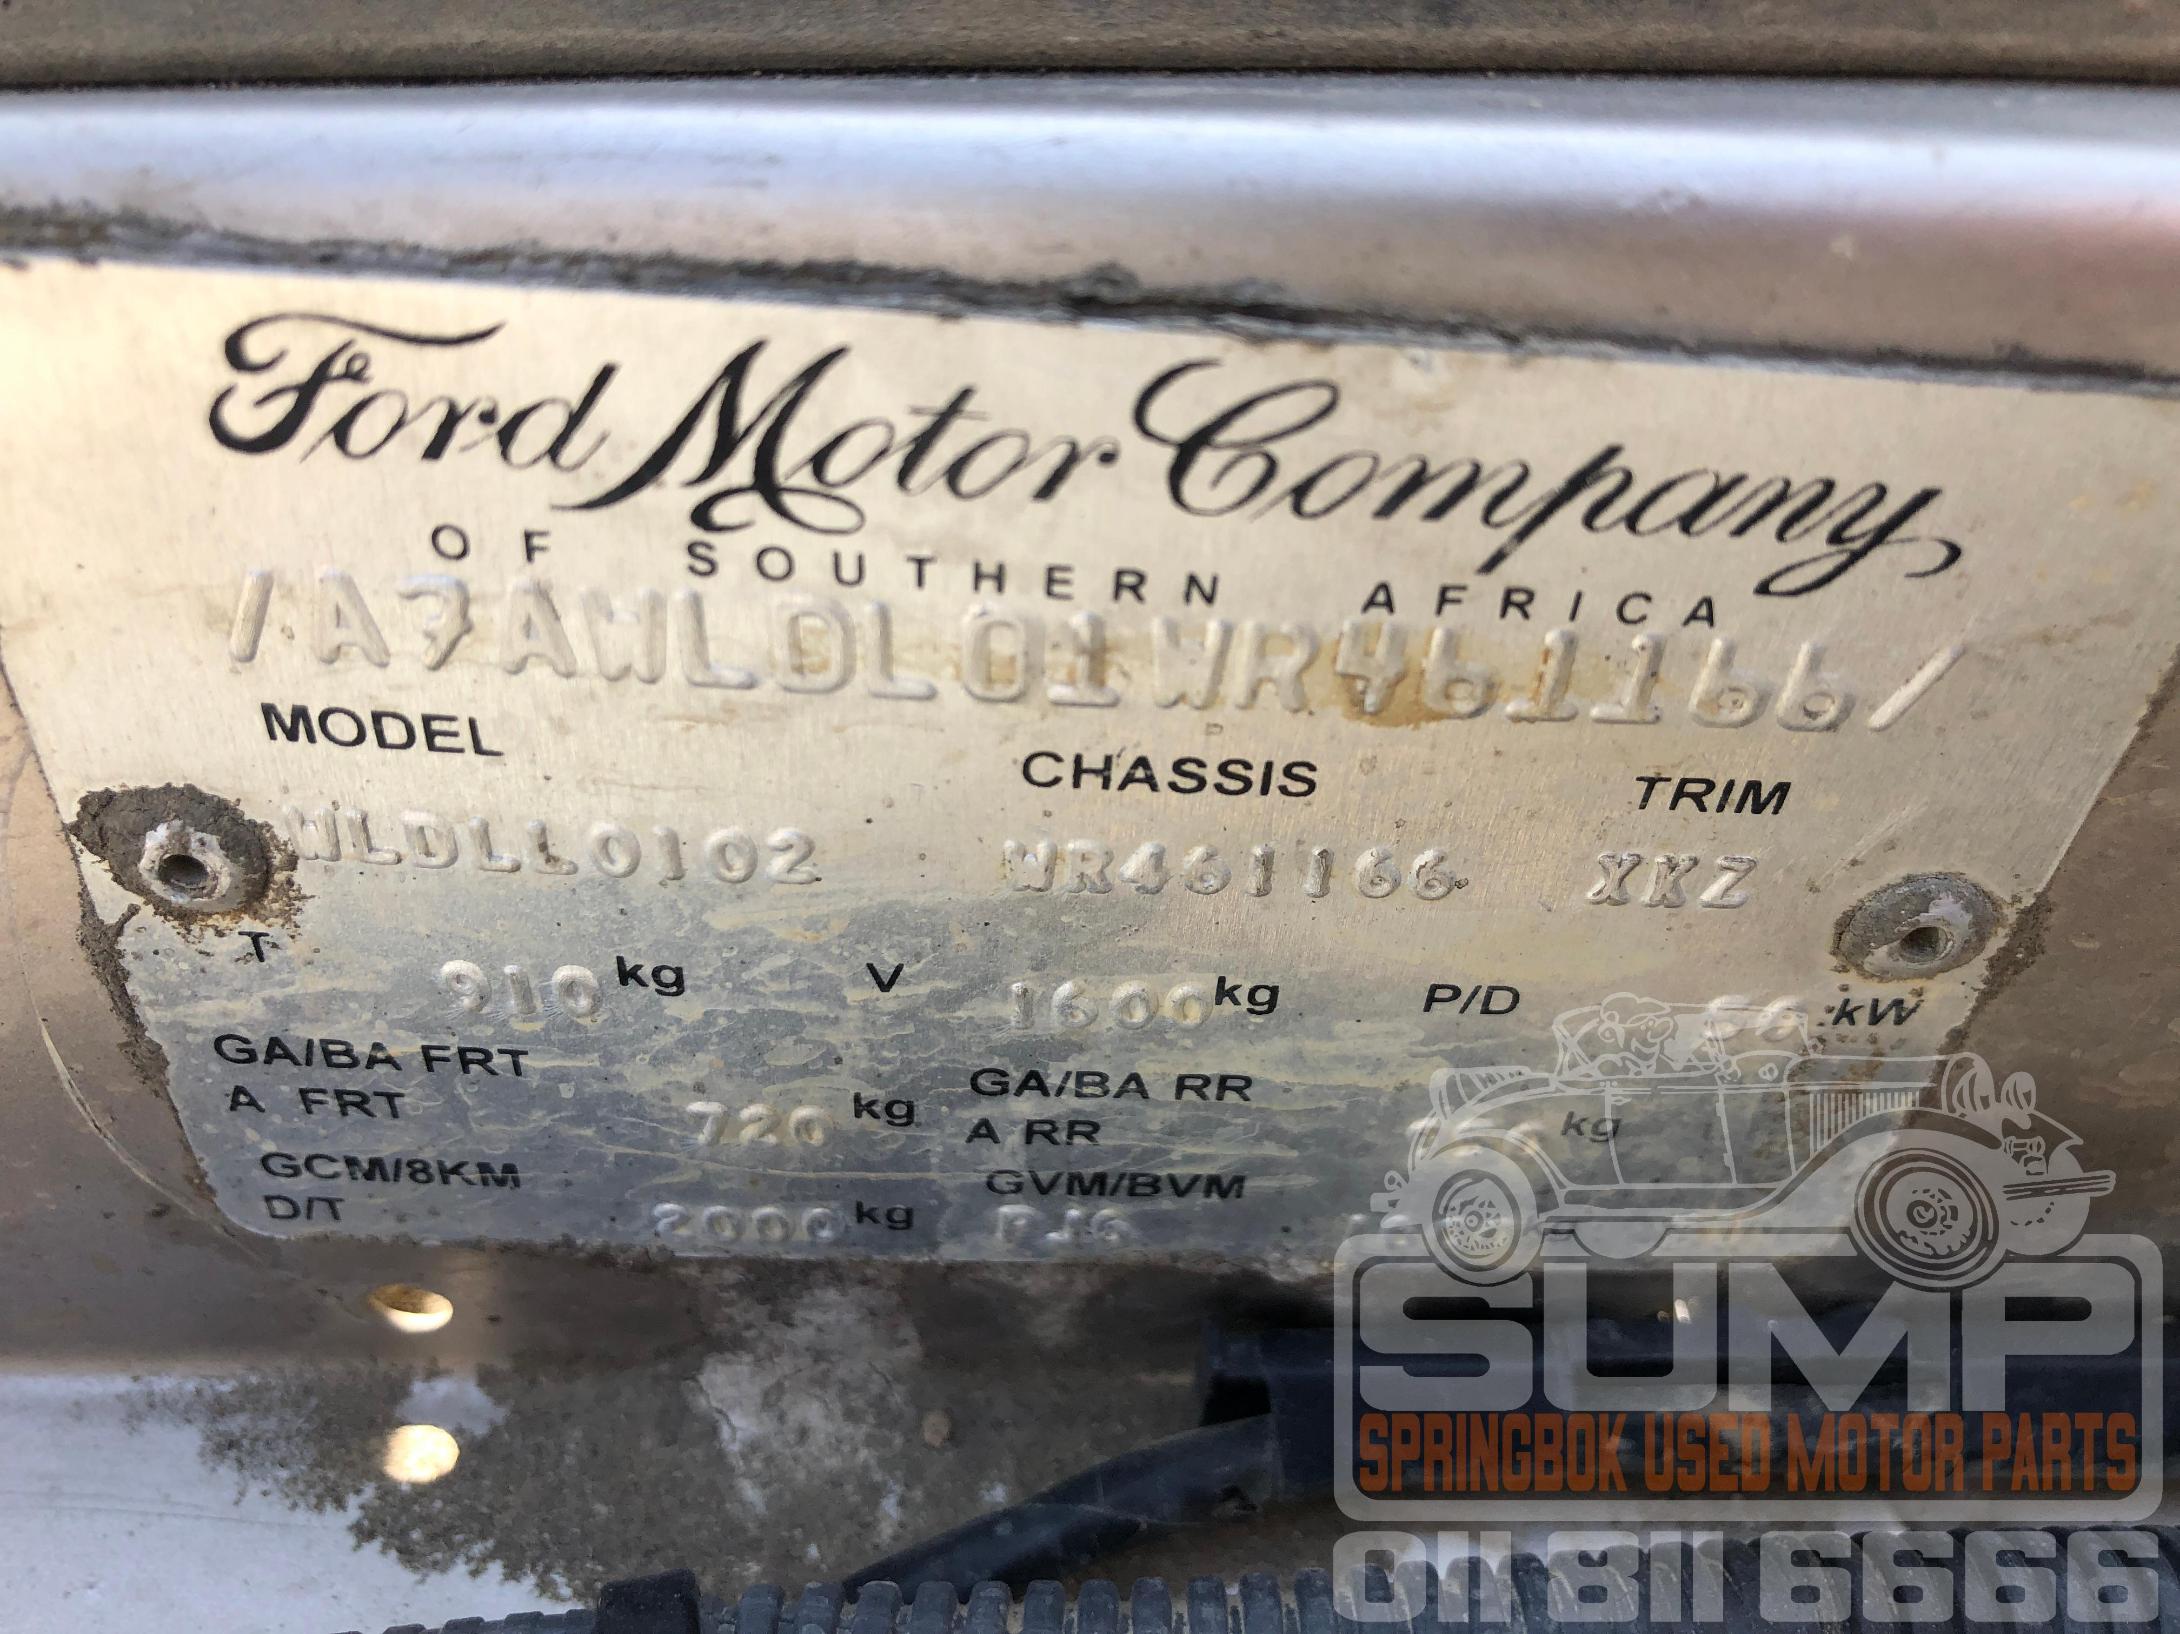 Ford Motor Company
OF SOUTHERN AFRICA
/A7AWLDL01WR461166/
MODEL CHASSIS TRIM
WLDLL0102 WR461166 XKZ
T 910 kg V 1600 kg P/D kW
GA/BA FRT GA/BA RR
A FRT 720 kg A RR kg
GCM/8KM GVM/BVM
D/T 2000 kg
SUMP
SPRINGBOK USED MOTOR PARTS
011 811 6666